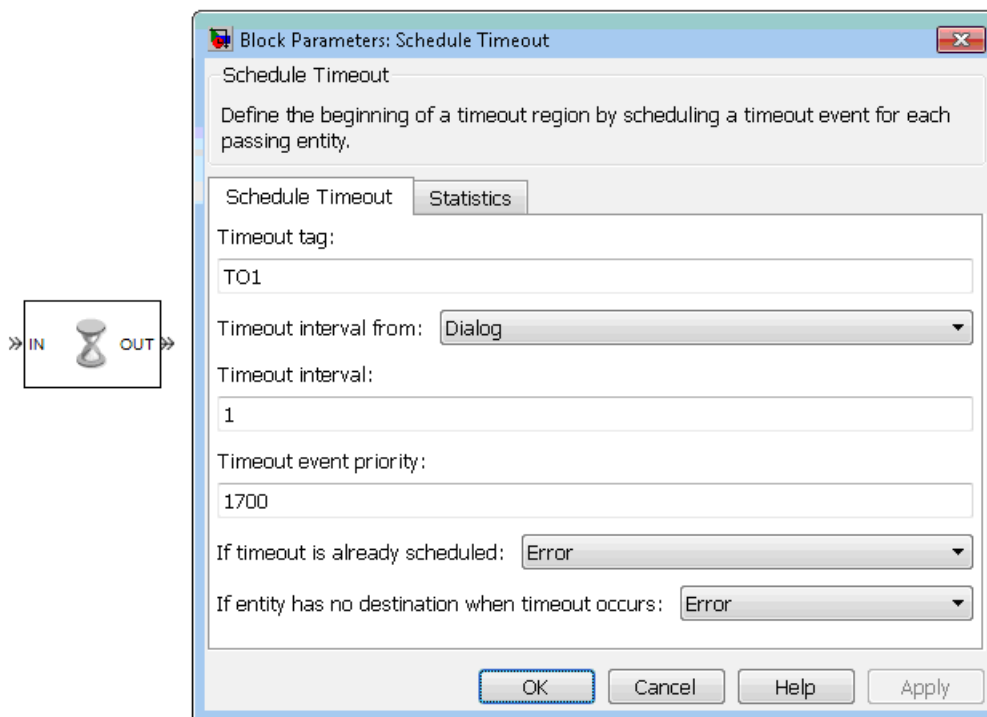 Block Parameters: Schedule Timeout
Schedule Timeout
Define the beginning of a timeout region by scheduling a timeout event for each
passing entity.
Schedule Timeout Statistics
Timeout tag:
TO1
Timeout interval from: Dialog
IN OUT
Timeout interval:
1
Timeout event priority:
1700
If timeout is already scheduled: Error
If entity has no destination when timeout occurs: Error
OK Cancel Help Apply